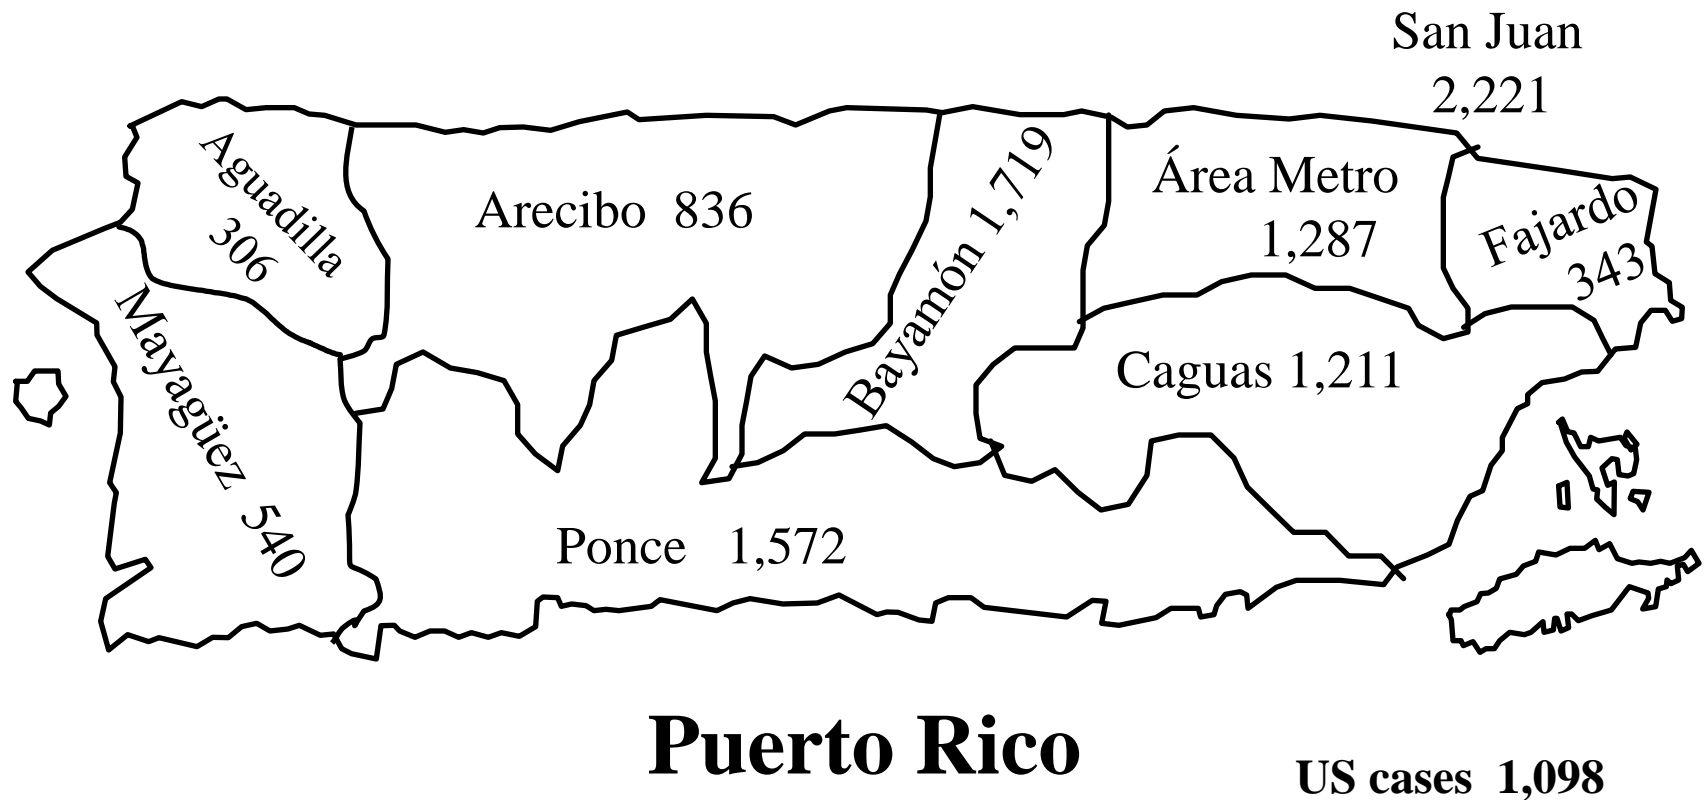 San Juan
2,221
Aguadilla
306
Arecibo 836
Bayamón 1,719
Área Metro
1,287
Fajardo
343
Mayagüez 540
Caguas 1,211
Ponce 1,572
Puerto Rico
US cases 1,098